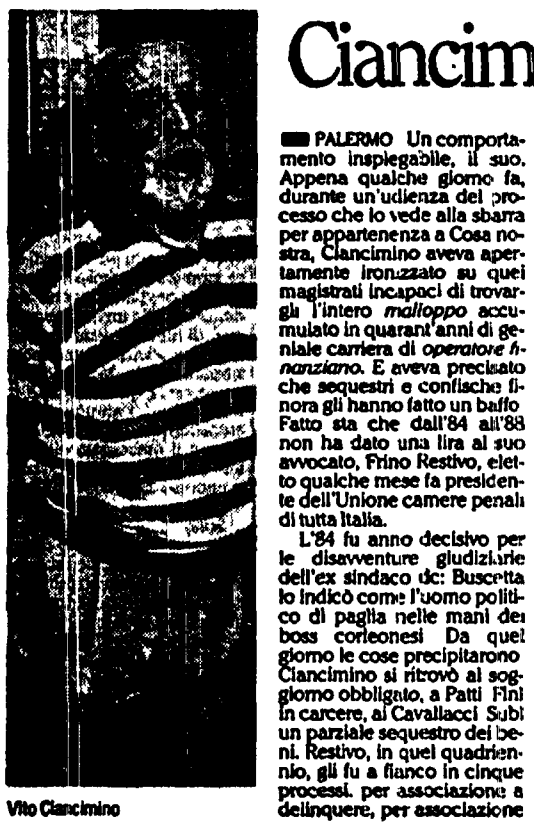 Ciancim
PALERMO Un comporta-
mento inspiegabile, il suo.
Appena qualche giorno fa,
durante un'udienza del pro-
cesso che lo vede alla sbarra
per appartenenza a Cosa no-
stra, Ciancimino aveva aper-
tamente ironizzato su quei
magistrati incapaci di trovar-
gli l'intero malloppo accu-
mulato in quarant'anni di ge-
niale carriera di operatore fi-
nanziario. E aveva precisato
che sequestri e confische fi-
nora gli hanno fatto un baffo
Fatto sta che dall'84 all'88
non ha dato una lira al suo
avvocato, Frino Restivo, elet-
to qualche mese fa presiden-
te dell'Unione camere penali
di tutta Italia.
L'84 fu anno decisivo per
le disavventure giudiziarie
dell'ex sindaco dc: Buscetta
lo indicò come l'uomo politi-
co di paglia nelle mani dei
boss corleonesi Da quel
giorno le cose precipitarono
Ciancimino si ritrovò al sog-
giorno obbligato, a Patti Finì
in carcere, ai Cavallacci Subì
un parziale sequestro dei be-
ni. Restivo, in quel quadrien-
nio, gli fu a fianco in cinque
processi. per associazione a
delinquere, per associazione
Vito Ciancimino